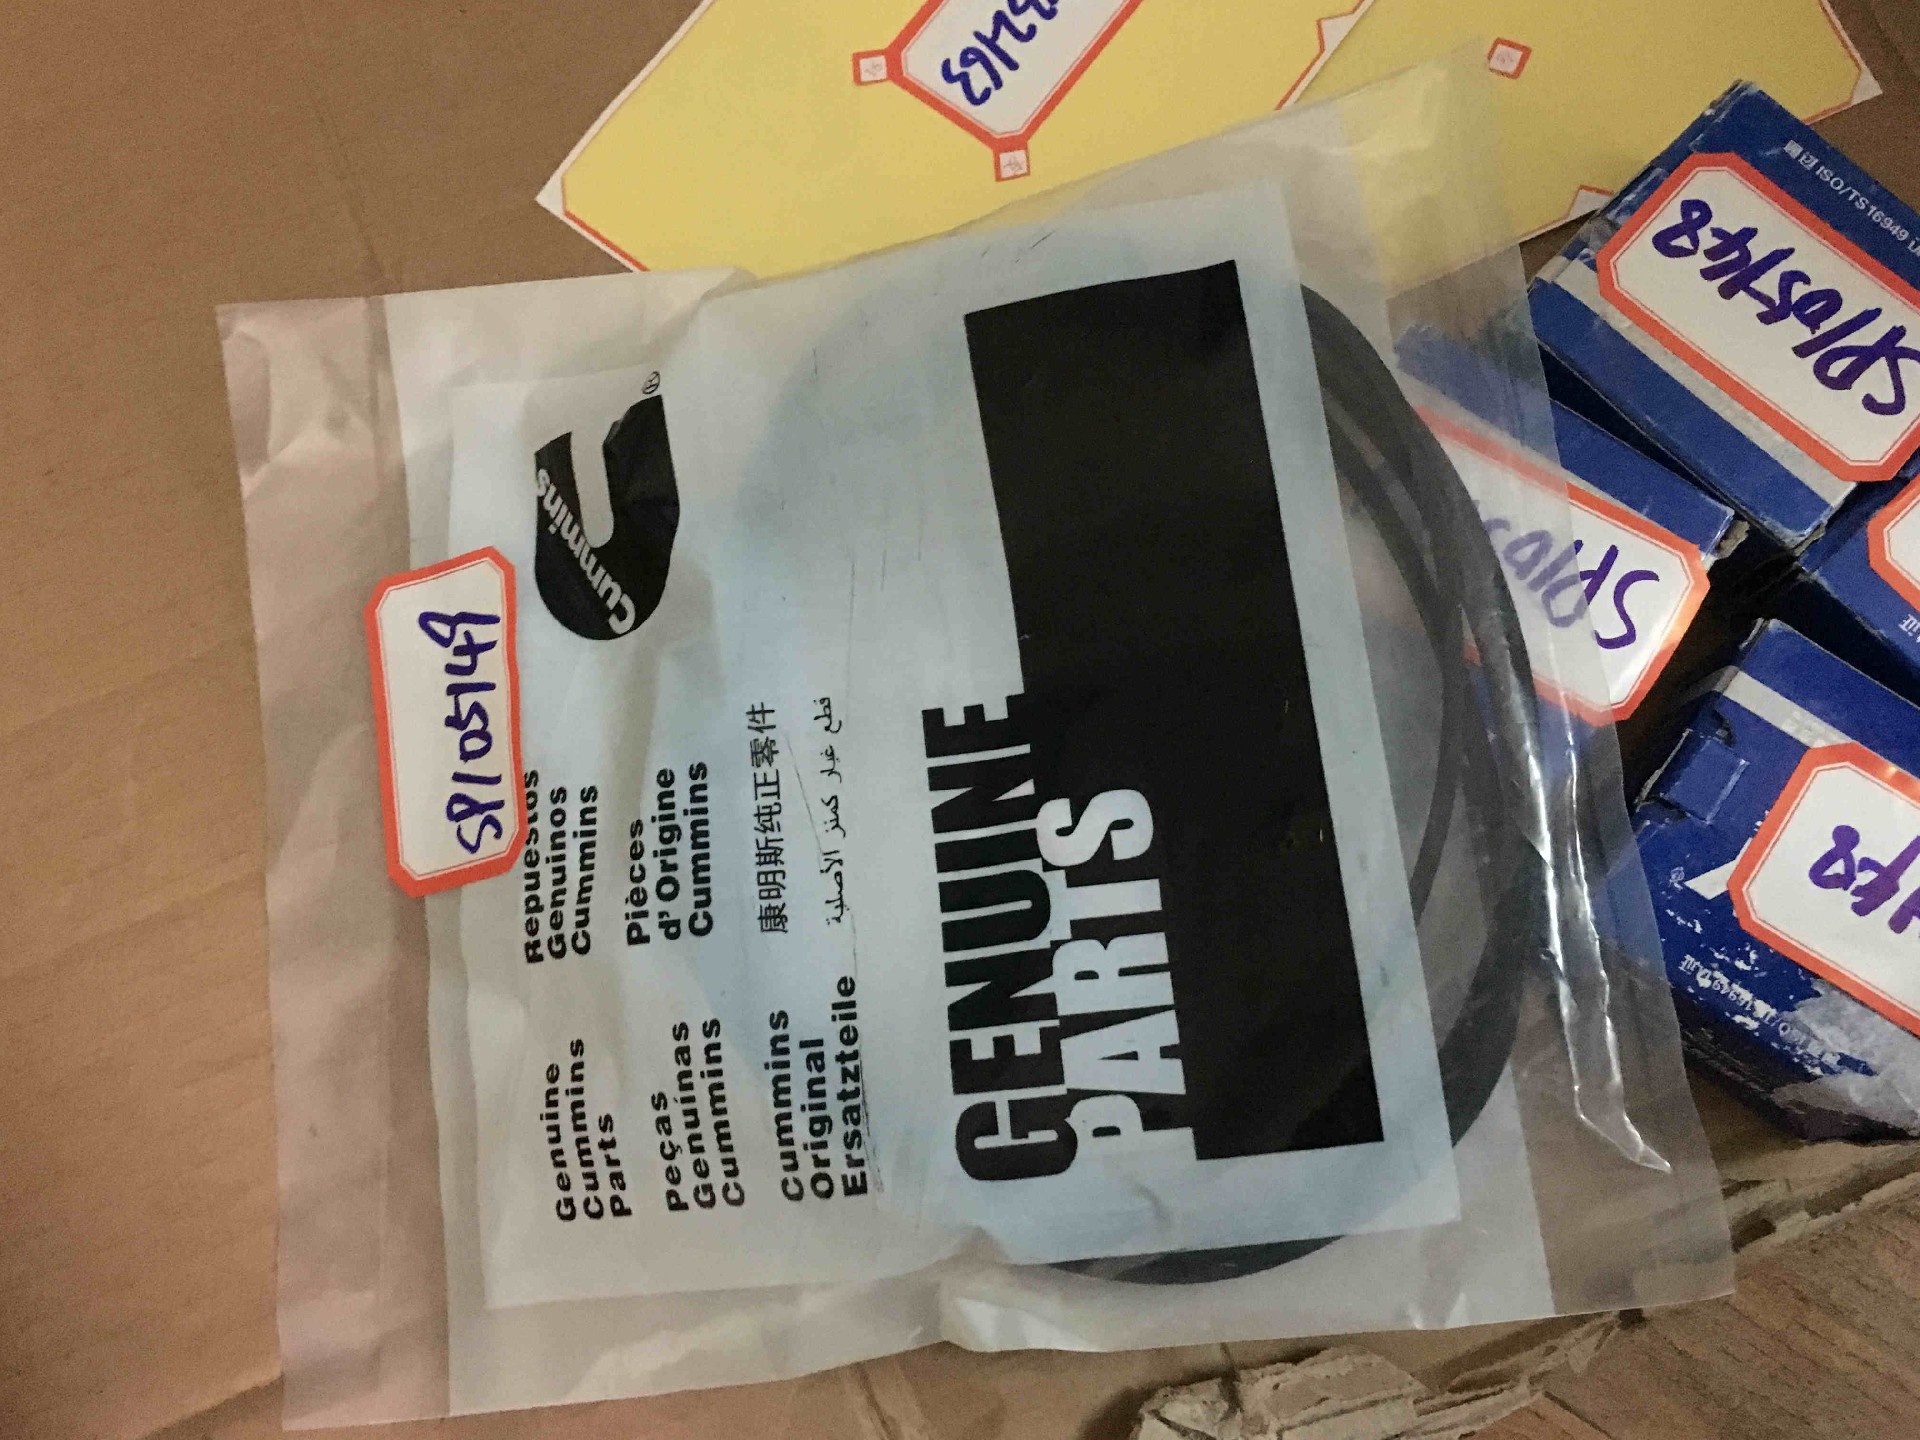 SP105149
Cummins
®
Genuine
Cummins
Parts
Repuestos
Genuinos
Cummins
Peças
Genuínas
Cummins
Pièces
d'Origine
Cummins
Cummins
Original
Ersatzteile
康明斯纯正零件
قطع غيار كمنز الأصلية
GENUINE
PARTS
ISO/TS16949
SP105148
SP105